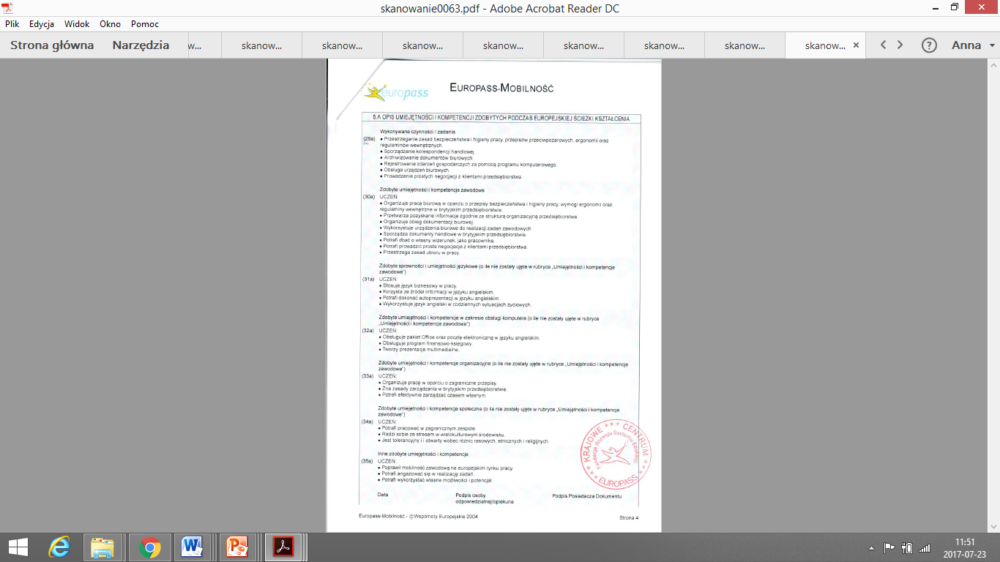 skanowanie0063.pdf - Adobe Acrobat Reader DC
Plik Edycja Widok Okno Pomoc
Strona główna Narzędzia w... skanow... skanow... skanow... skanow... skanow... skanow... skanow... skanow... Anna
europass
EUROPASS-MOBILNOŚĆ
5.A OPIS UMIEJĘTNOŚCI I KOMPETENCJI ZDOBYTYCH PODCZAS EUROPEJSKIEJ ŚCIEŻKI KSZTAŁCENIA
Wykonywane czynności / zadania
(29a) • Przestrzeganie zasad bezpieczeństwa i higieny pracy, przepisów przeciwpożarowych, ergonomii oraz
(*) regulaminów wewnętrznych.
• Sporządzanie korespondencji handlowej.
• Archiwizowanie dokumentów biurowych.
• Rejestrowanie zdarzeń gospodarczych za pomocą programu komputerowego.
• Obsługa urządzeń biurowych.
• Prowadzenie prostych negocjacji z klientami przedsiębiorstwa.
Zdobyte umiejętności i kompetencje zawodowe
(30a) UCZEŃ:
• Organizuje pracę biurową w oparciu o przepisy bezpieczeństwa i higieny pracy, wymogi ergonomii oraz
regulaminy wewnętrzne w brytyjskim przedsiębiorstwie.
• Przetwarza pozyskane informacje zgodnie ze strukturą organizacyjną przedsiębiorstwa.
• Organizuje obieg dokumentacji biurowej.
• Wykorzystuje urządzenia biurowe do realizacji zadań zawodowych
• Sporządza dokumenty handlowe w brytyjskim przedsiębiorstwie.
• Potrafi dbać o własny wizerunek, jako pracownika.
• Potrafi prowadzić proste negocjacje z klientami przedsiębiorstwa.
• Przestrzega zasad ubioru w pracy.
Zdobyte sprawności i umiejętności językowe (o ile nie zostały ujęte w rubryce „Umiejętności i kompetencje
zawodowe")
(31a) UCZEŃ:
• Stosuje język biznesowy w pracy.
• Korzysta ze źródeł informacji w języku angielskim.
• Potrafi dokonać autoprezentacji w języku angielskim.
• Wykorzystuje język angielski w codziennych sytuacjach życiowych.
Zdobyte umiejętności i kompetencje w zakresie obsługi komputera (o ile nie zostały ujęte w rubryce
„Umiejętności i kompetencje zawodowe")
(32a) UCZEŃ:
• Obsługuje pakiet Office oraz pocztę elektroniczną w języku angielskim.
• Obsługuje program finansowo-księgowy.
• Tworzy prezentacje multimedialne.
Zdobyte umiejętności i kompetencje organizacyjne (o ile nie zostały ujęte w rubryce „Umiejętności i kompetencje
zawodowe")
(33a) UCZEŃ:
• Organizuje pracę w oparciu o zagraniczne przepisy.
• Zna zasady zarządzania w brytyjskim przedsiębiorstwie.
• Potrafi efektywnie zarządzać czasem własnym.
Zdobyte umiejętności i kompetencje społeczne (o ile nie zostały ujęte w rubryce „Umiejętności i kompetencje
zawodowe")
(34a) UCZEŃ:
• Potrafi pracować w zagranicznym zespole.
• Radzi sobie ze stresem w wielokulturowym środowisku.
• Jest tolerancyjny i i otwarty wobec różnic rasowych, etnicznych i religijnych.
Inne zdobyte umiejętności i kompetencje
(35a) UCZEŃ:
• Poprawił mobilność zawodową na europejskim rynku pracy.
• Potrafi angażować się w realizację zadań.
• Potrafi wykorzystać własne możliwości i potencjał.
*** KRAJOWE *** CENTRUM *** EUROPASS
Fundacja Rozwoju Systemu Edukacji
Data Podpis osoby Podpis Posiadacza Dokumentu
odpowiedzialnej/opiekuna
Europass-Mobilność - ©Wspólnoty Europejskie 2004 Strona 4
11:51
2017-07-23